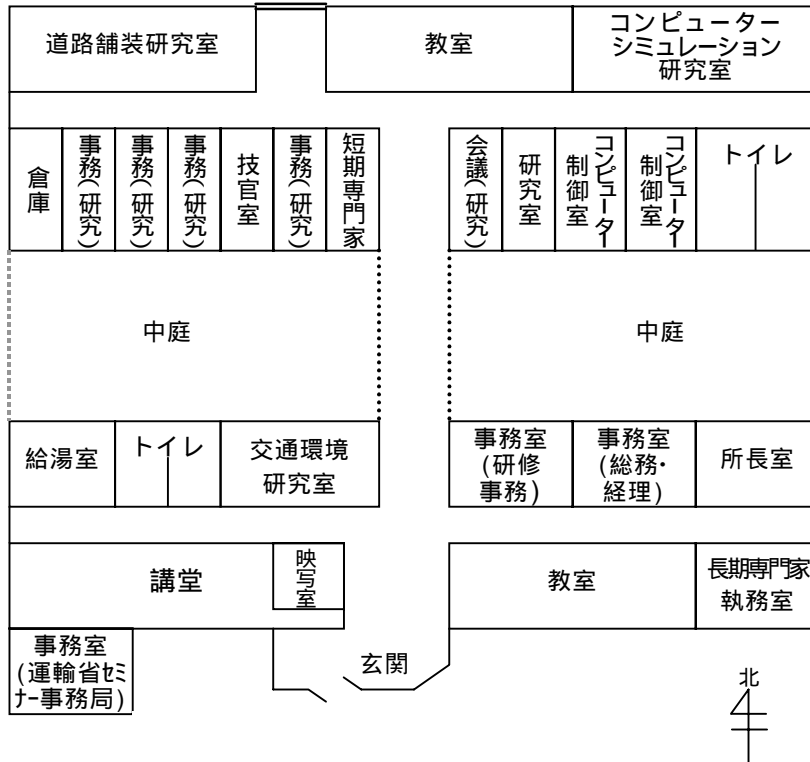 道路舗装研究室
教室
コンピューター
シミュレーション
研究室
倉庫
事務(研究)
事務(研究)
事務(研究)
技官室
事務(研究)
短期専門家
会議(研究)
研究室
コンピューター
制御室
コンピューター
制御室
トイレ
中庭
中庭
給湯室
トイレ
交通環境
研究室
事務室
(研修
事務)
事務室
(総務・
経理)
所長室
講堂
映写室
教室
長期専門家
執務室
事務室
(運輸省ｾﾐ
ﾅｰ事務局)
玄関
北